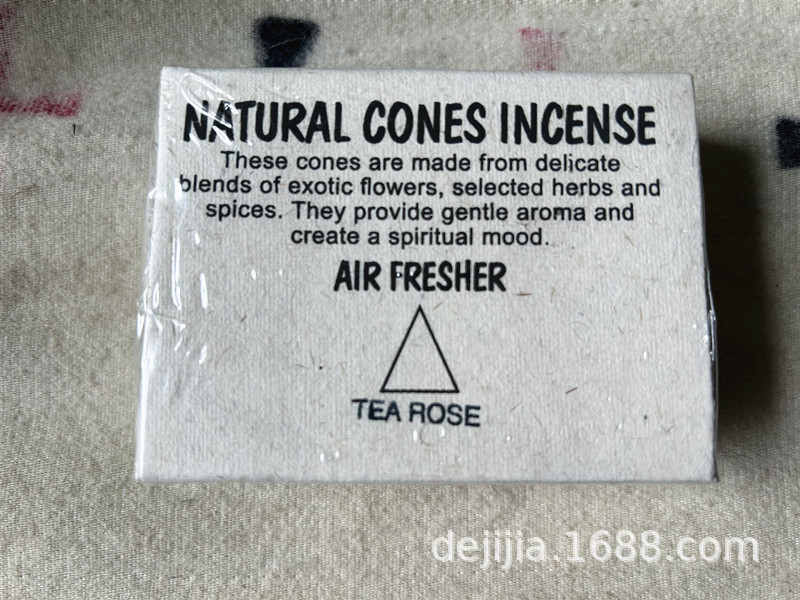 NATURAL CONES INCENSE
These cones are made from delicate
blends of exotic flowers, selected herbs and
spices. They provide gentle aroma and
create a spiritual mood.
AIR FRESHER
TEA ROSE
dejijia.1688.com